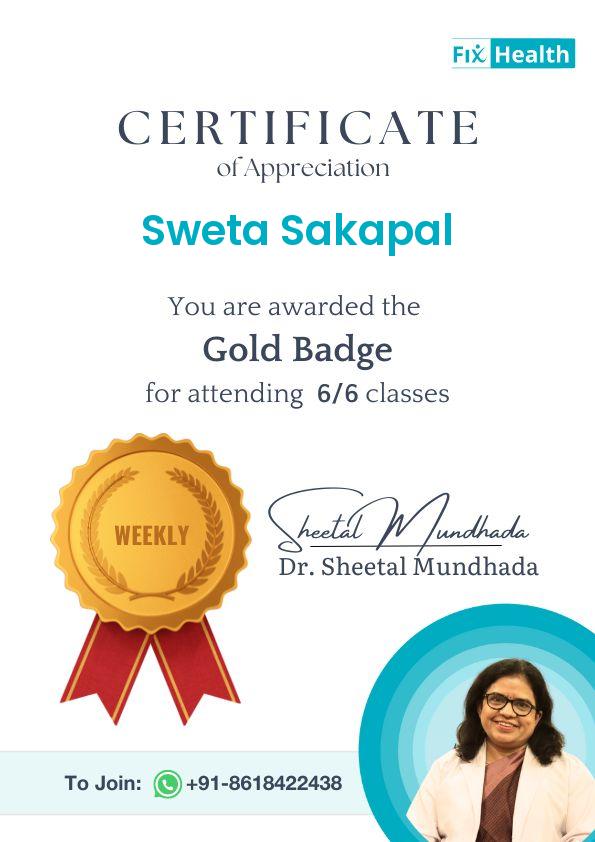 Fix Health
CERTIFICATE
of Appreciation
Sweta Sakapal
You are awarded the
Gold Badge
for attending 6/6 classes
WEEKLY
Sheetal Mundhada
Dr. Sheetal Mundhada
To Join: +91-8618422438